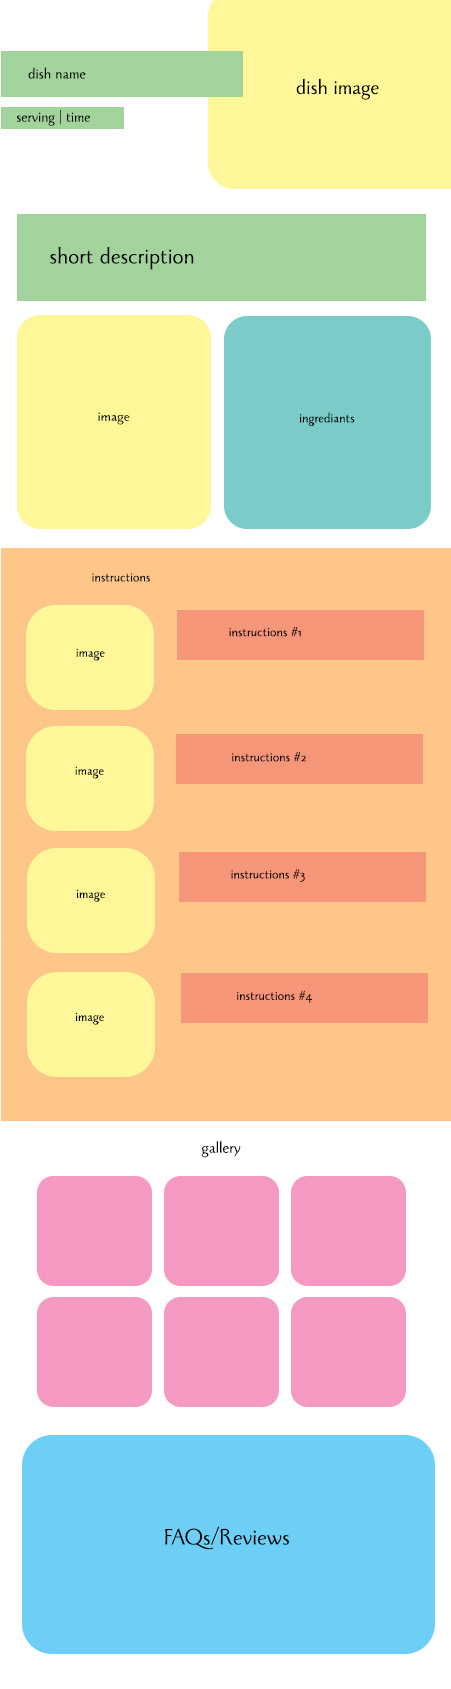 dish name
dish image
serving | time
short description
image
ingrediants
instructions
image
instructions #1
image
instructions #2
image
instructions #3
image
instructions #4
gallery
FAQs/Reviews